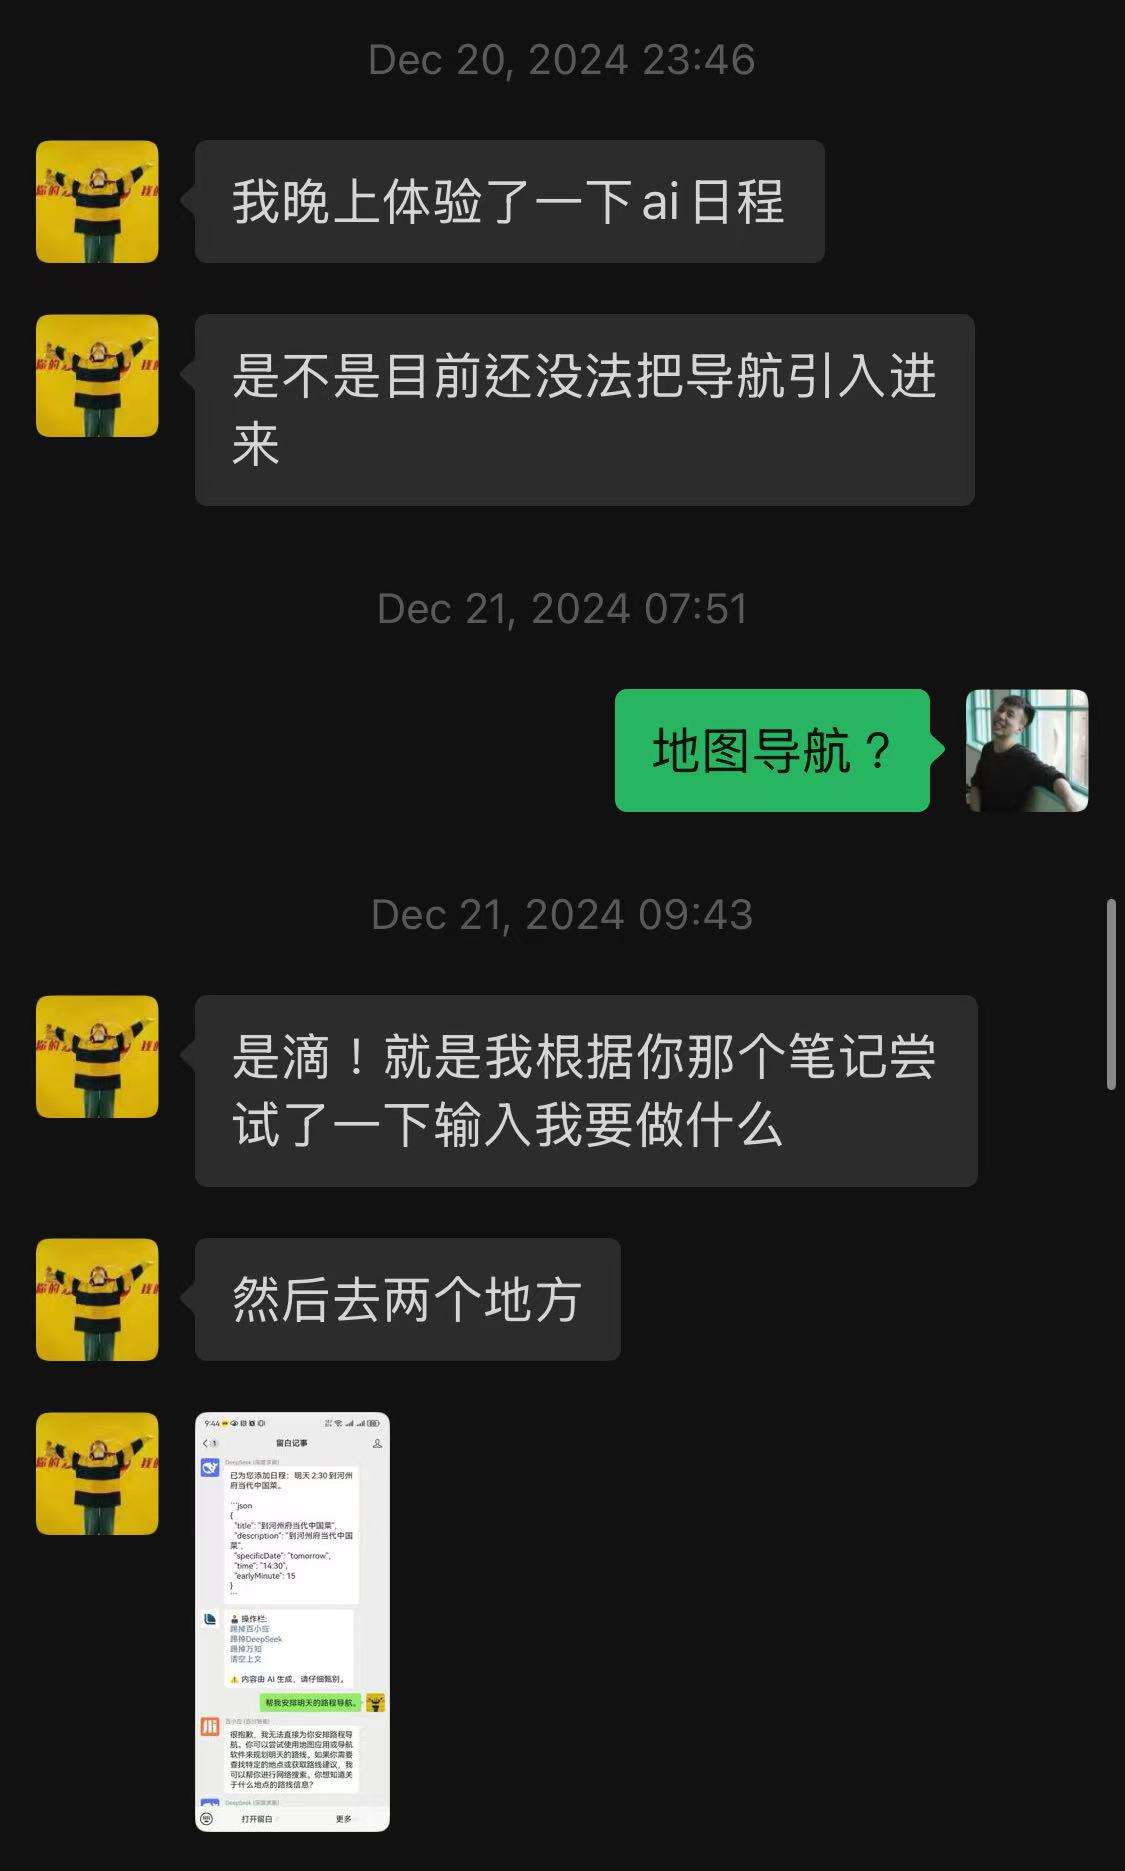 Dec 20, 2024 23:46
我晚上体验了一下ai日程
是不是目前还没法把导航引入进
来
Dec 21, 2024 07:51
地图导航？
Dec 21, 2024 09:43
是滴！就是我根据你那个笔记尝
试了一下输入我要做什么
然后去两个地方
9:44
1
留白记事
已为您添加日程：明天 2:30 到河州
府当代中国菜。
```json
{
"title": "到河州府当代中国菜",
"description": "到河州府当代中国
菜",
"specificDate": "tomorrow",
"time": "14:30",
"earlyMinute": 15
}
```
操作栏:
踢掉百小应
踢掉DeepSeek
踢掉万知
清空上文
内容由 AI 生成，请仔细甄别。
帮我安排明天的路程导航。
很抱歉，我无法直接为你安排路程导
航。你可以尝试使用地图应用或导航
软件来规划明天的路线。如果你需要
查找特定的地点或获取路线建议，我
可以帮你进行网络搜索。你想知道关
于什么地点的路线信息？
打开留白
更多